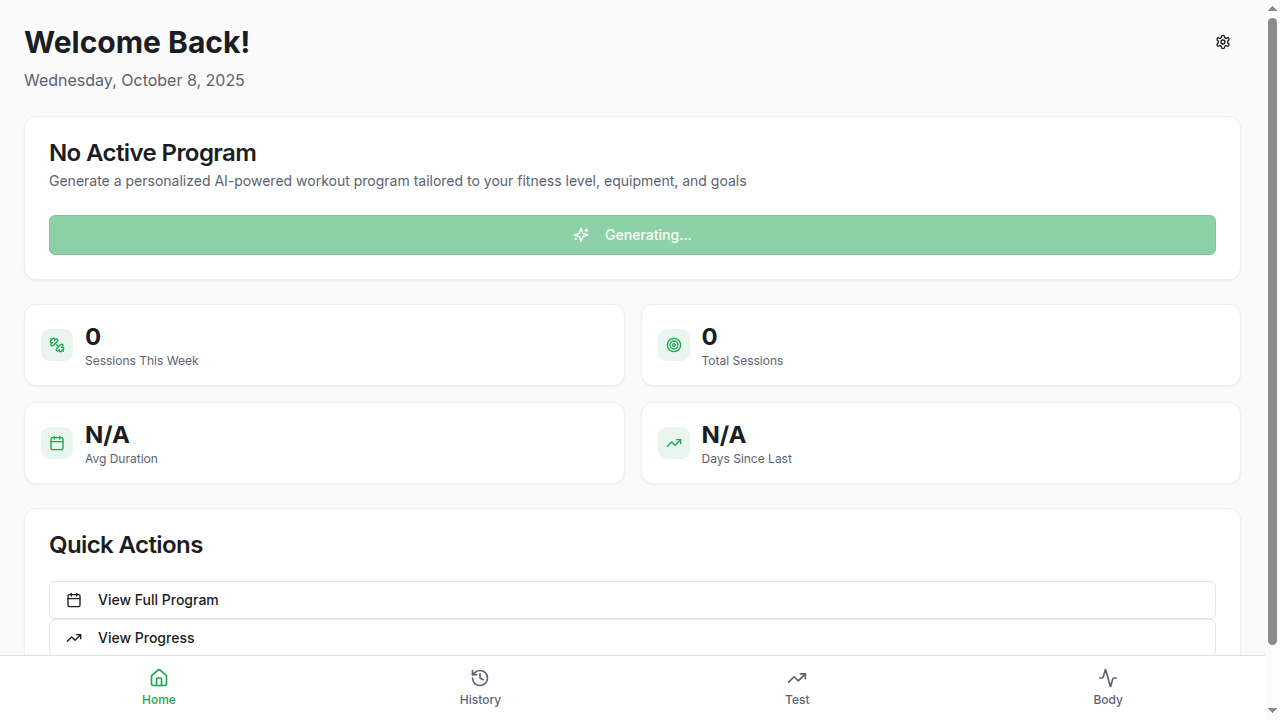 Welcome Back!
Wednesday, October 8, 2025
No Active Program
Generate a personalized AI-powered workout program tailored to your fitness level, equipment, and goals
Generating...
0
Sessions This Week
0
Total Sessions
N/A
Avg Duration
N/A
Days Since Last
Quick Actions
View Full Program
View Progress
Home
History
Test
Body